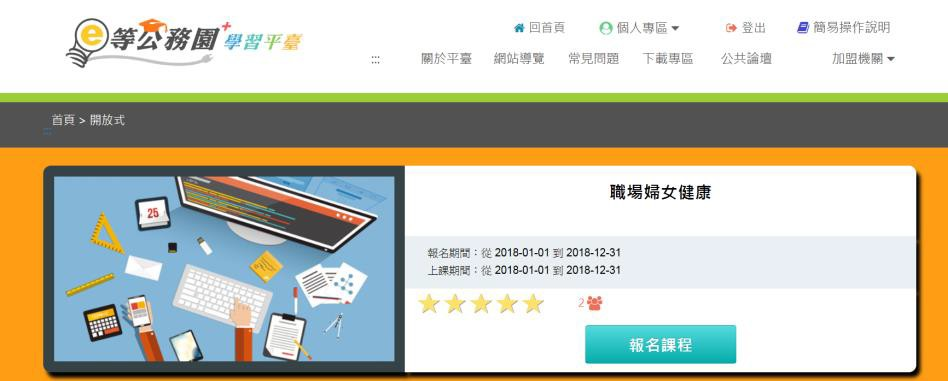 e等公務園+學習平臺
回首頁 個人專區 登出 簡易操作說明
::: 關於平臺 網站導覽 常見問題 下載專區 公共論壇 加盟機關
首頁 > 開放式
:::
25
職場婦女健康
報名期間：從 2018-01-01 到 2018-12-31
上課期間：從 2018-01-01 到 2018-12-31
2
報名課程